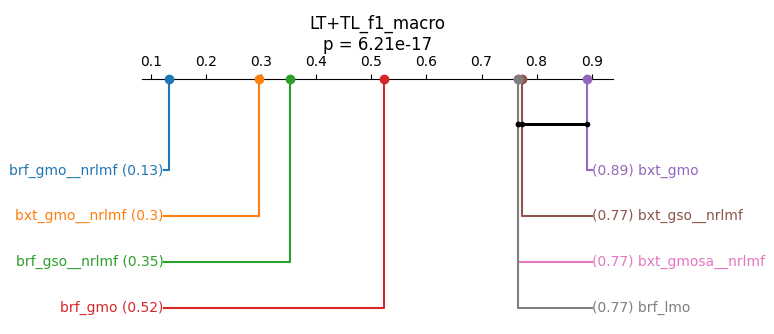 LT+TL_f1_macro
p = 6.21e-17
0.1 0.2 0.3 0.4 0.5 0.6 0.7 0.8 0.9
brf_gmo__nrlmf (0.13)
(0.89) bxt_gmo
bxt_gmo__nrlmf (0.3)
(0.77) bxt_gso__nrlmf
brf_gso__nrlmf (0.35)
(0.77) bxt_gmosa__nrlmf
brf_gmo (0.52)
(0.77) brf_lmo